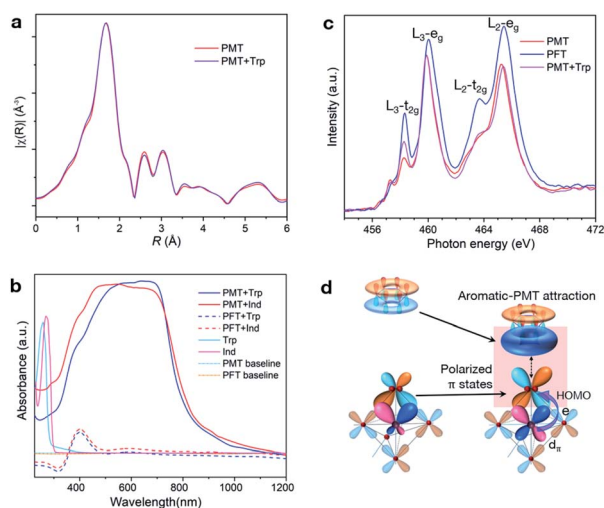 a
PMT
PMT+Trp
|χ(R)| (Å⁻³)
0 1 2 3 4 5 6
R (Å)
b
PMT+Trp
PMT+Ind
PFT+Trp
PFT+Ind
Trp
Ind
PMT baseline
PFT baseline
Absorbance (a.u.)
400 600 800 1000 1200
Wavelength(nm)
c
PMT
PFT
PMT+Trp
L₃-t₂g
L₃-eg
L₂-t₂g
L₂-eg
Intensity (a.u.)
456 460 464 468 472
Photon energy (eV)
d
Aromatic-PMT attraction
Polarized
π states
HOMO
e
dπ